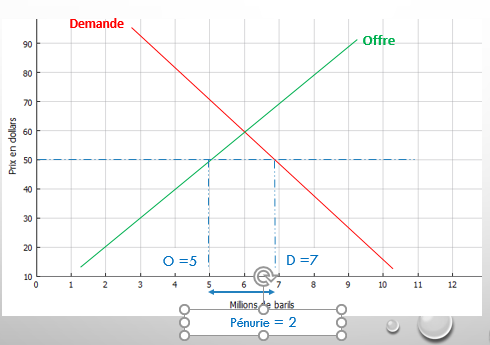 Demande
Offre
Prix en dollars
90
80
70
60
50
40
30
20
10
O =5
D =7
0 1 2 3 4 5 6 7 8 9 10 11 12
Millions de barils
Pénurie = 2